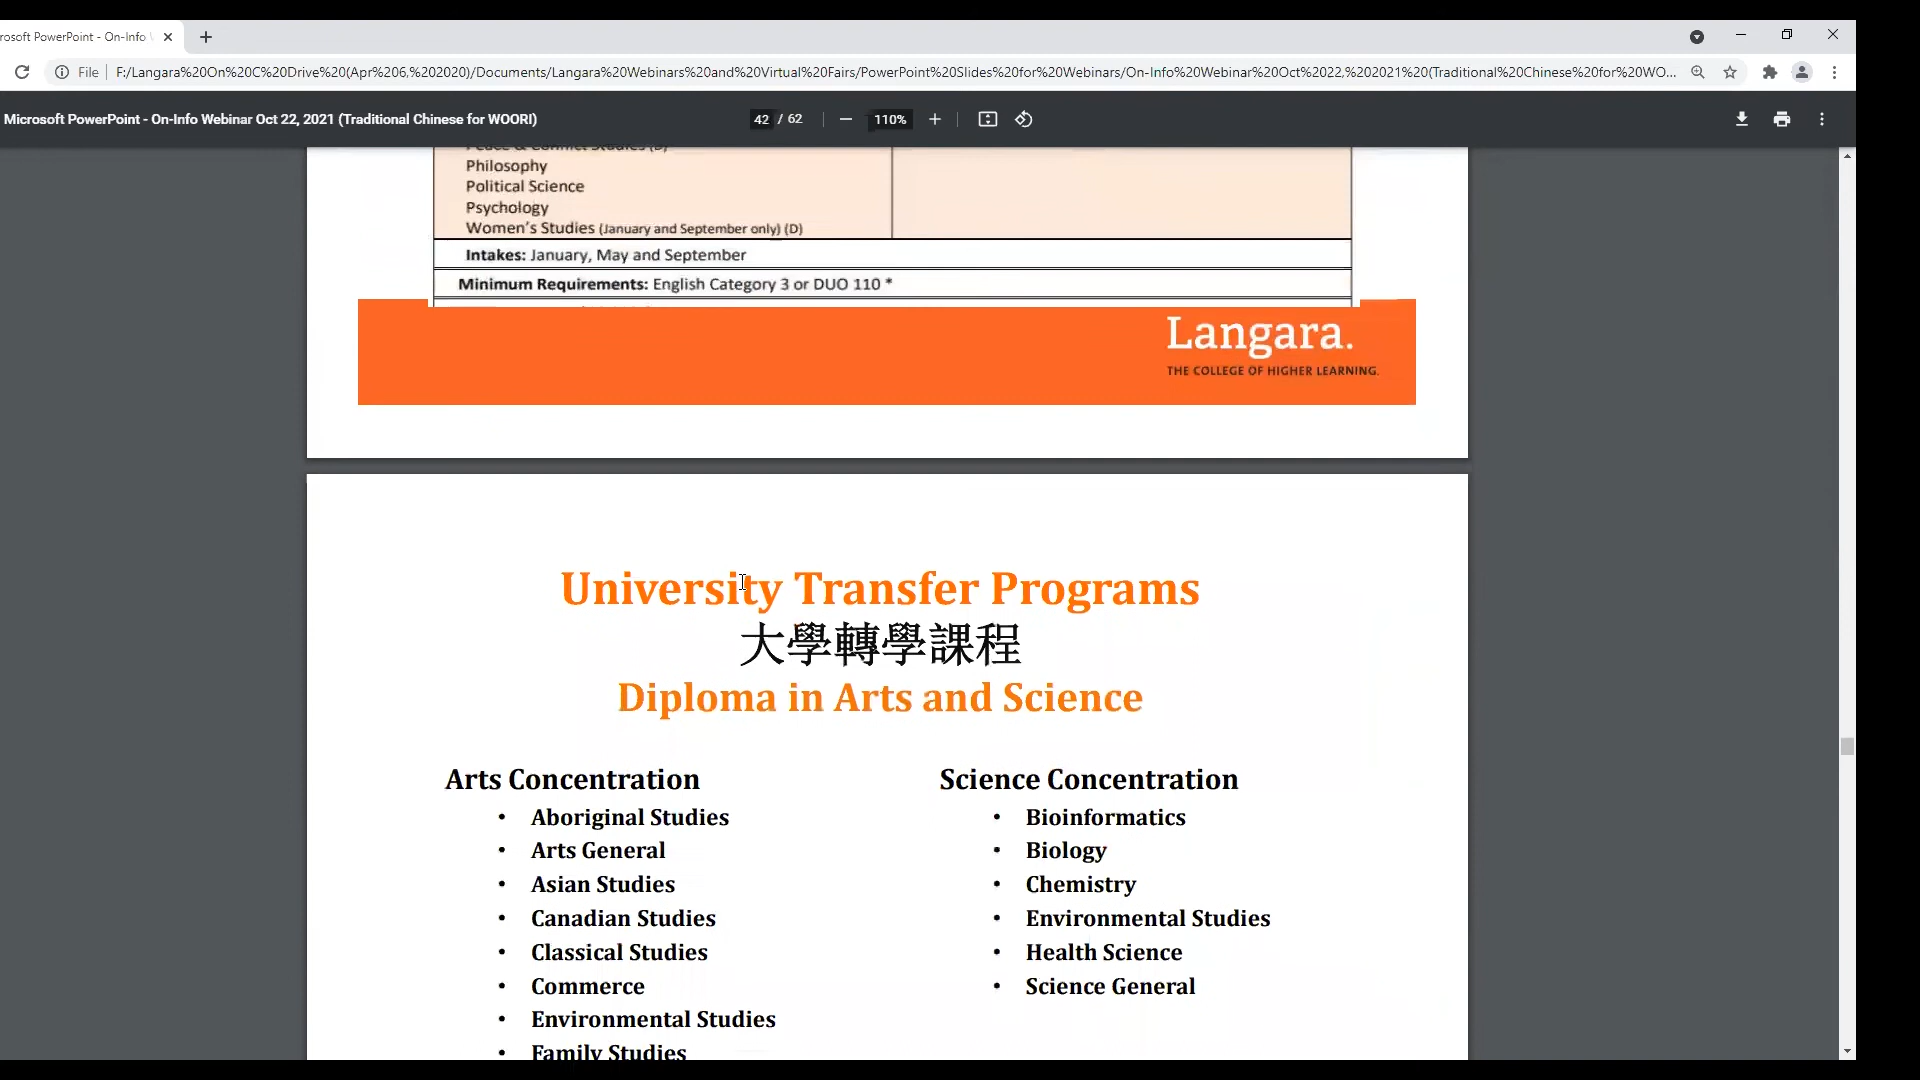 rosoft PowerPoint - On-Info
File
F:/Langara%20On%20C%20Drive%20(Apr%206,%202020)/Documents/Langara%20Webinars%20and%20Virtual%20Fairs/PowerPoint%20Slides%20for%20Webinars/On-Info%20Webinar%20Oct%2022,%202021%20(Traditional%20Chinese%20for%20WO...
Microsoft PowerPoint - On-Info Webinar Oct 22, 2021 (Traditional Chinese for WOORI)
42 / 62
110%
Peace & Conflict Studies (D)
Philosophy
Political Science
Psychology
Women's Studies (January and September only) (D)
Intakes: January, May and September
Minimum Requirements: English Category 3 or DUO 110 *
Langara.
THE COLLEGE OF HIGHER LEARNING.
University Transfer Programs
大學轉學課程
Diploma in Arts and Science
Arts Concentration
• Aboriginal Studies
• Arts General
• Asian Studies
• Canadian Studies
• Classical Studies
• Commerce
• Environmental Studies
• Family Studies
Science Concentration
• Bioinformatics
• Biology
• Chemistry
• Environmental Studies
• Health Science
• Science General